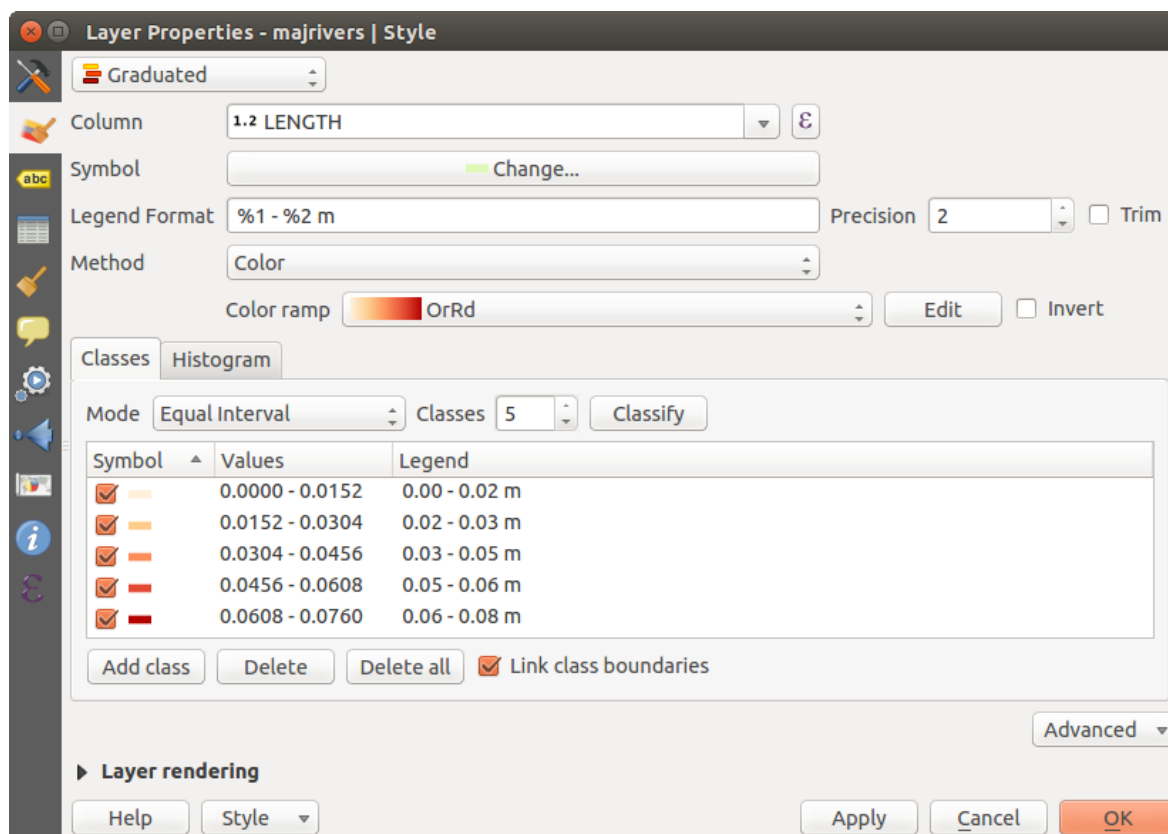 Layer Properties - majrivers | Style
Graduated
Column 1.2 LENGTH ε
Symbol Change...
abc
Legend Format %1 - %2 m Precision 2 Trim
Method Color
Color ramp OrRd Edit Invert
Classes Histogram
Mode Equal Interval Classes 5 Classify
Symbol Values Legend
0.0000 - 0.0152 0.00 - 0.02 m
0.0152 - 0.0304 0.02 - 0.03 m
0.0304 - 0.0456 0.03 - 0.05 m
0.0456 - 0.0608 0.05 - 0.06 m
0.0608 - 0.0760 0.06 - 0.08 m
Add class Delete Delete all Link class boundaries
Advanced
Layer rendering
Help Style Apply Cancel OK